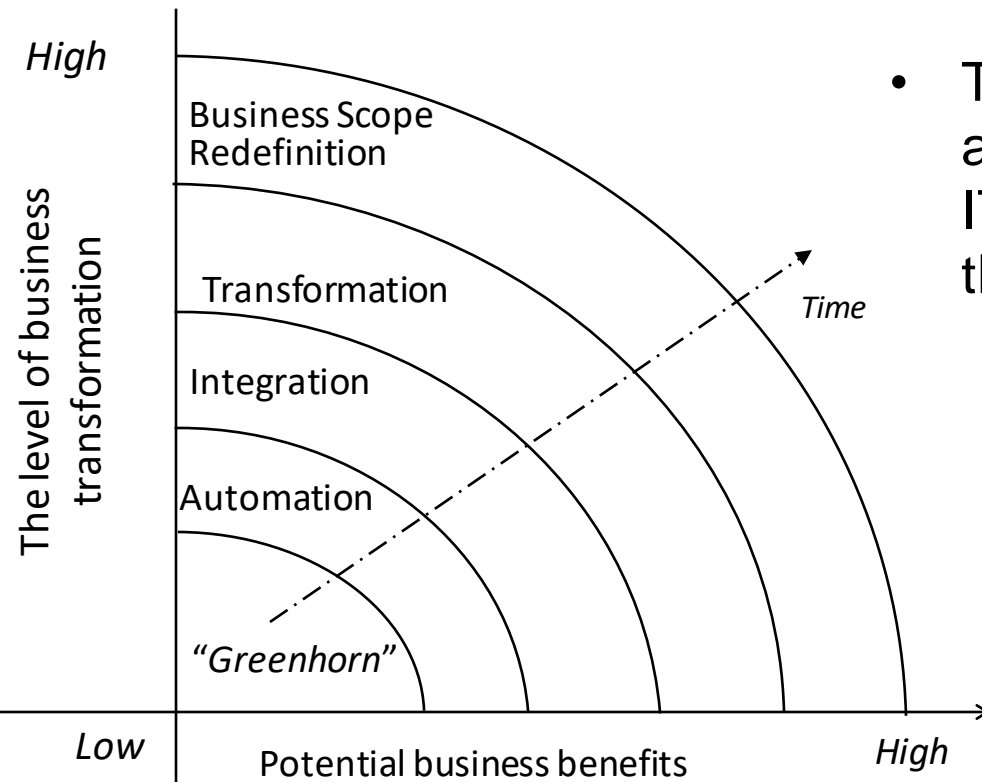 High
Business Scope
Redefinition
Transformation
Integration
Automation
"Greenhorn"
The level of business
transformation
Time
Low
Potential business benefits
High
•